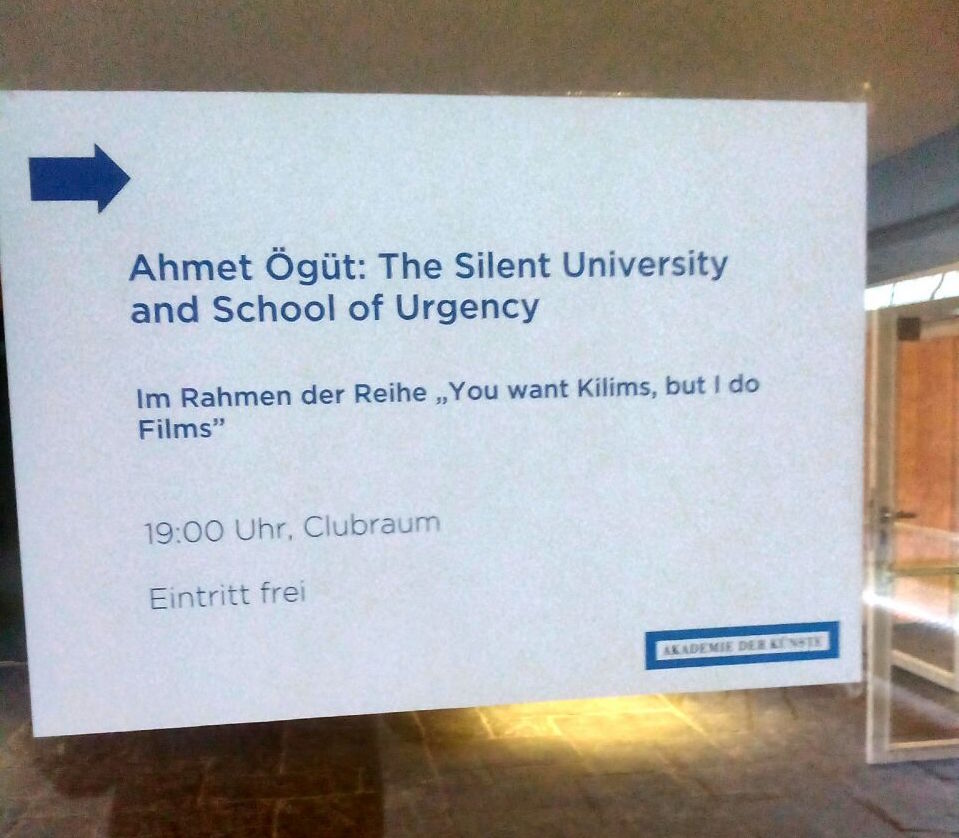 Ahmet Ögüt: The Silent University
and School of Urgency
Im Rahmen der Reihe „You want Kilims, but I do
Films”
19:00 Uhr, Clubraum
Eintritt frei
AKADEMIE DER KÜNSTE